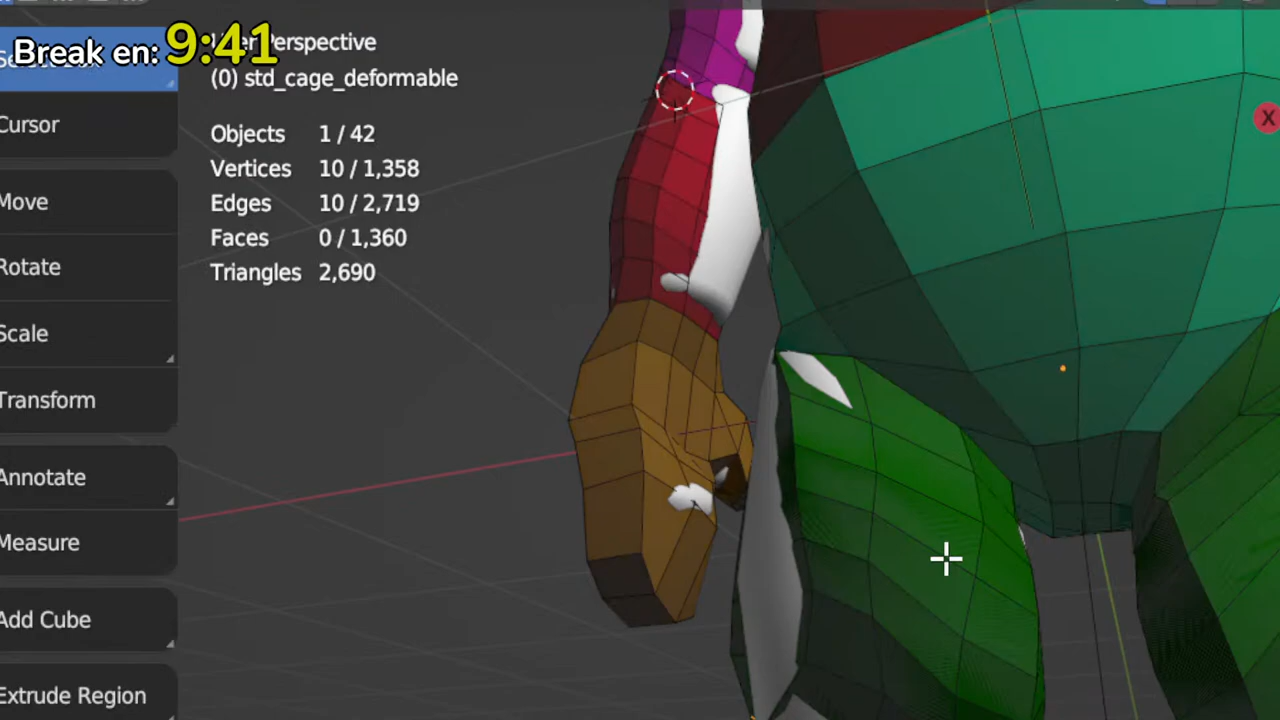 Break en: 9:41
Perspective
(0) std_cage_deformable
Objects 1 / 42
Vertices 10 / 1,358
Edges 10 / 2,719
Faces 0 / 1,360
Triangles 2,690
Cursor
Move
Rotate
Scale
Transform
Annotate
Measure
Add Cube
Extrude Region
X